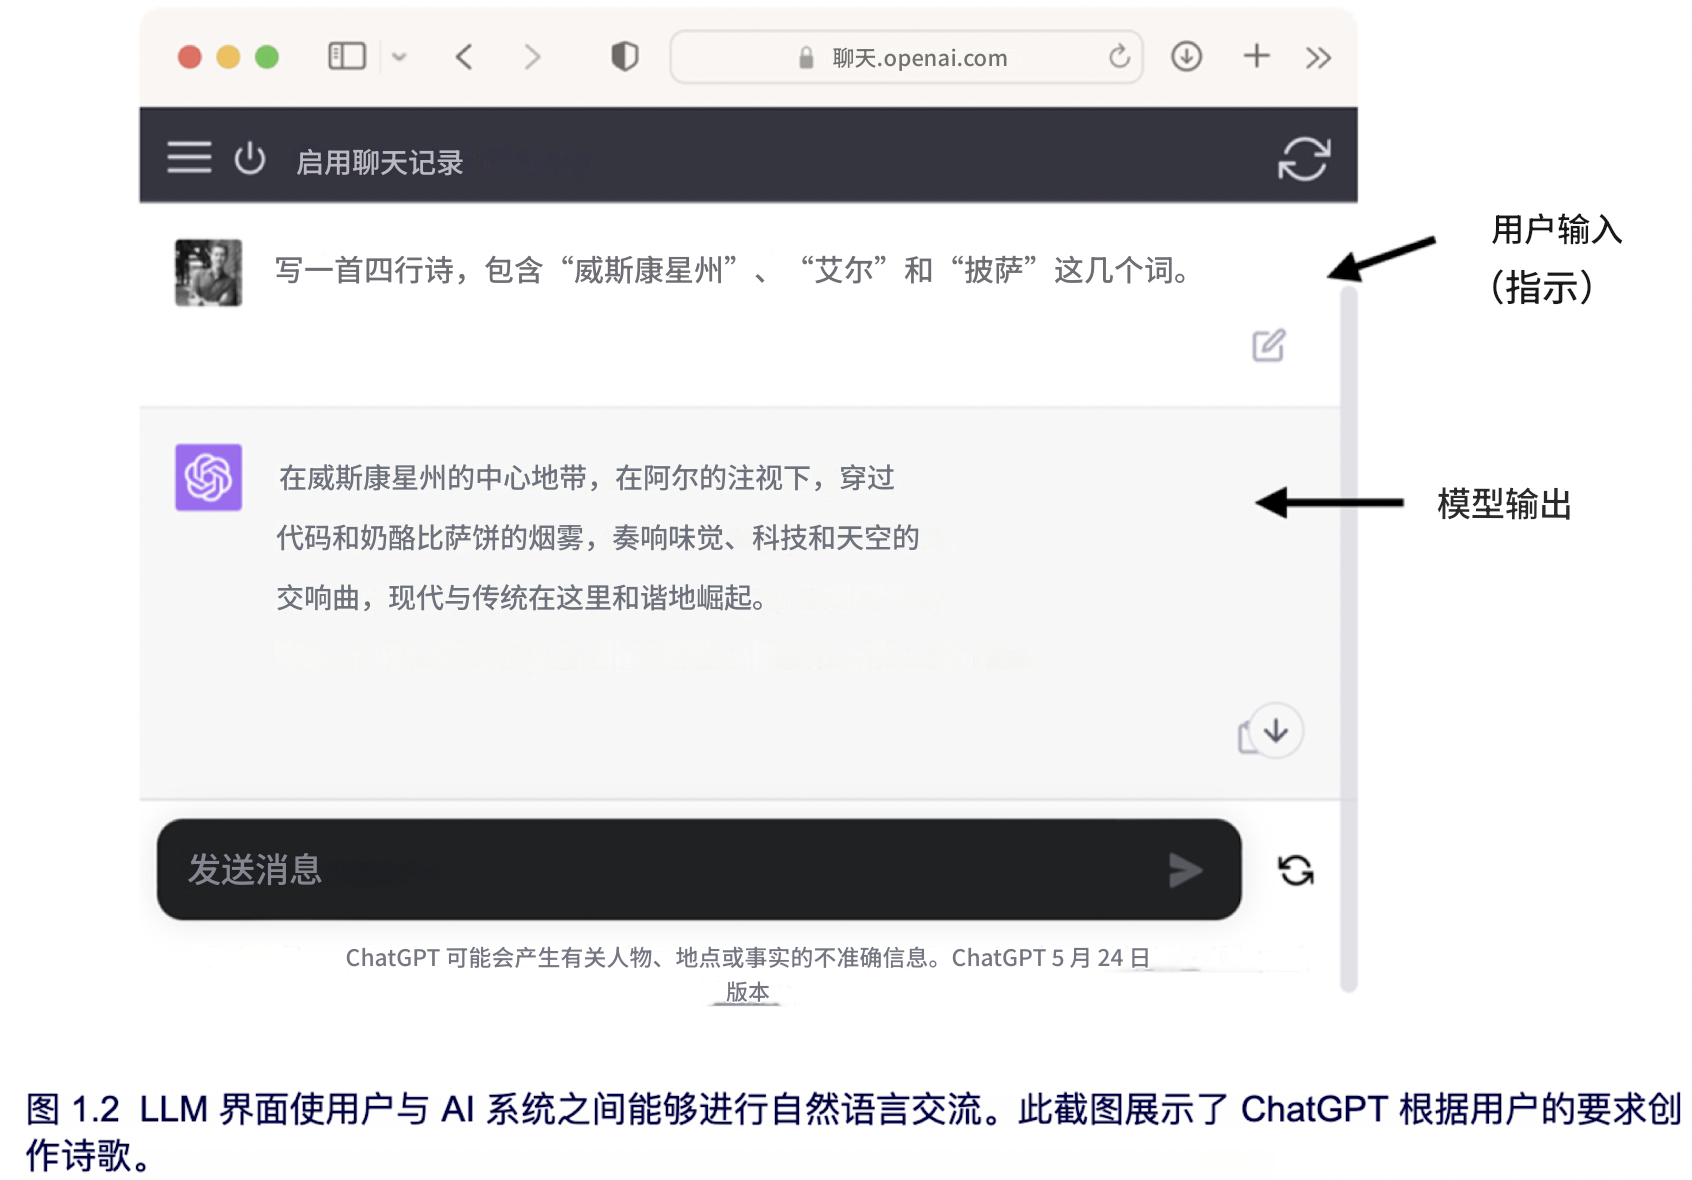 聊天.openai.com
启用聊天记录
写一首四行诗，包含“威斯康星州”、“艾尔”和“披萨”这几个词。
用户输入
（指示）
在威斯康星州的中心地带，在阿尔的注视下，穿过
代码和奶酪比萨饼的烟雾，奏响味觉、科技和天空的
交响曲，现代与传统在这里和谐地崛起。
模型输出
发送消息
ChatGPT 可能会产生有关人物、地点或事实的不准确信息。ChatGPT 5 月 24 日
版本
图 1.2 LLM 界面使用户与 AI 系统之间能够进行自然语言交流。此截图展示了 ChatGPT 根据用户的要求创
作诗歌。